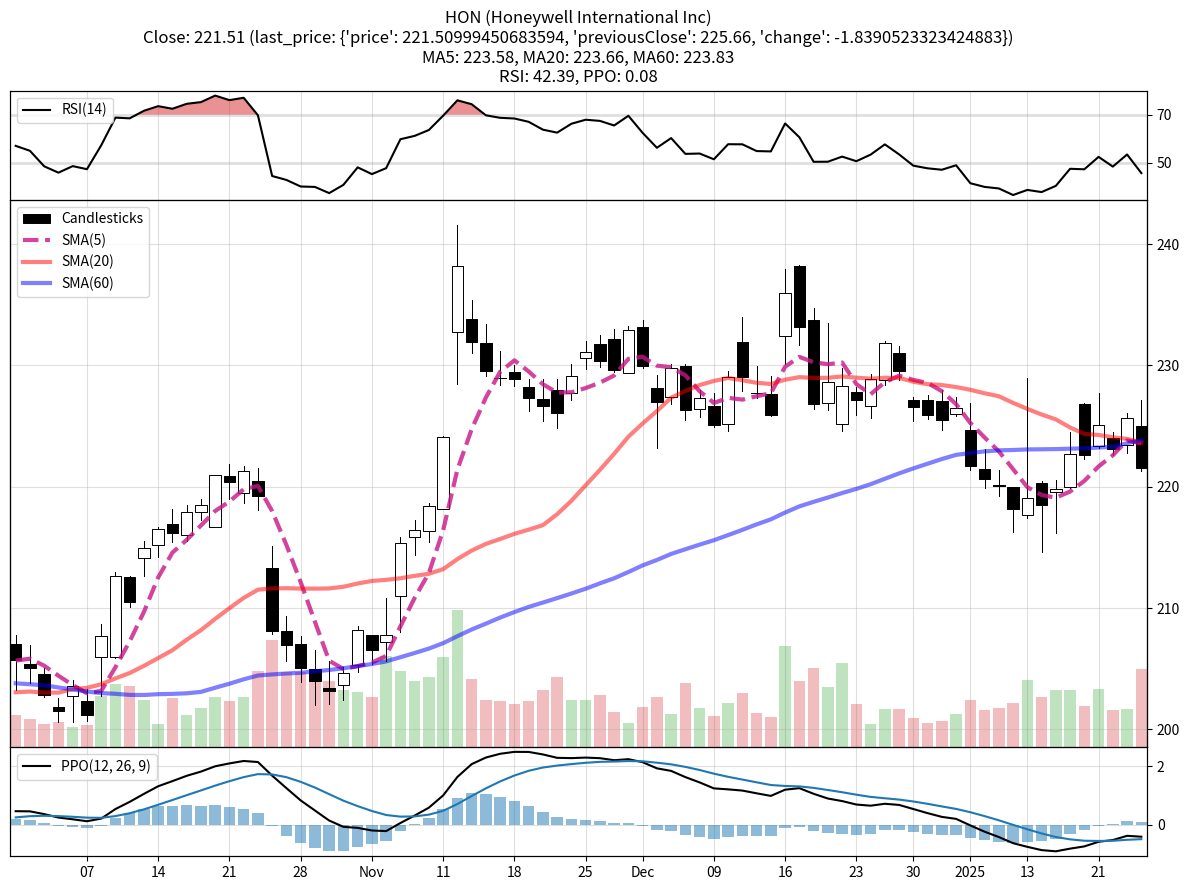 HON (Honeywell International Inc)
Close: 221.51 (last_price: {'price': 221.50999450683594, 'previousClose': 225.66, 'change': -1.8390523323424883})
MA5: 223.58, MA20: 223.66, MA60: 223.83
RSI: 42.39, PPO: 0.08
RSI(14)
70
50
Candlesticks
SMA(5)
SMA(20)
SMA(60)
240
230
220
210
200
PPO(12, 26, 9)
2
0
07 14 21 28 Nov 11 18 25 Dec 09 16 23 30 2025 13 21